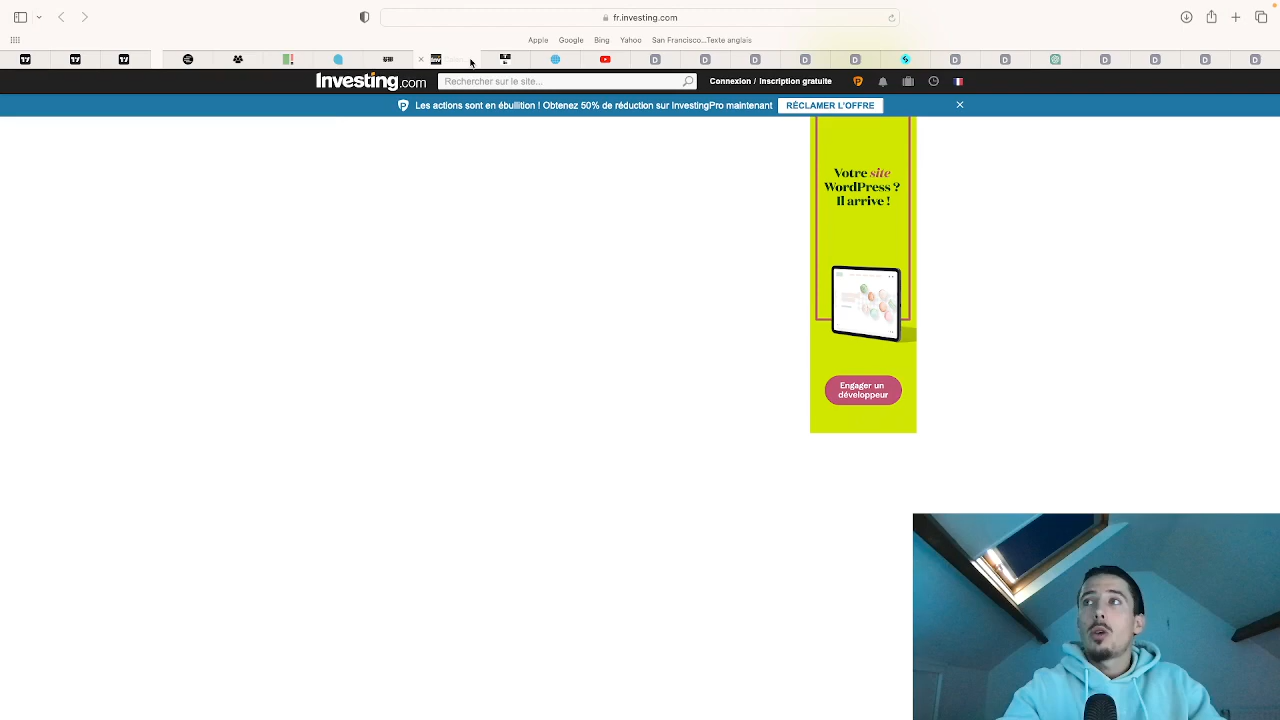 fr.investing.com
Apple Google Bing Yahoo San Francisco...Texte anglais
Investing.com
Rechercher sur le site...
Connexion / Inscription gratuite
Les actions sont en ébullition ! Obtenez 50% de réduction sur InvestingPro maintenant
RÉCLAMER L'OFFRE
Votre site
WordPress ?
Il arrive !
Engager un
développeur